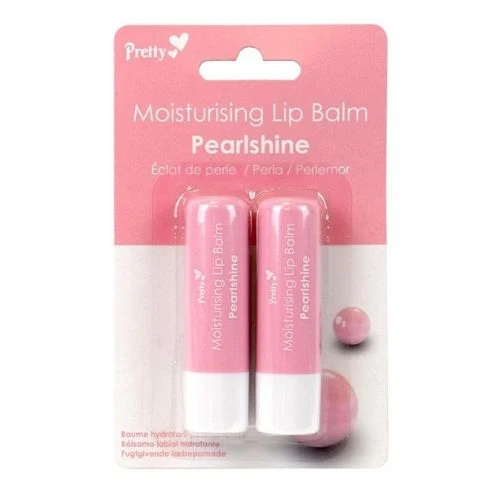 Pretty
Moisturising Lip Balm
Pearlshine
Éclat de perle / Perla / Perlemor
Pretty
Moisturising Lip Balm
Pearlshine
Pretty
Moisturising Lip Balm
Pearlshine
Baume hydratant
Bálsamo labial hidratante
Fugtgivende læbepomade